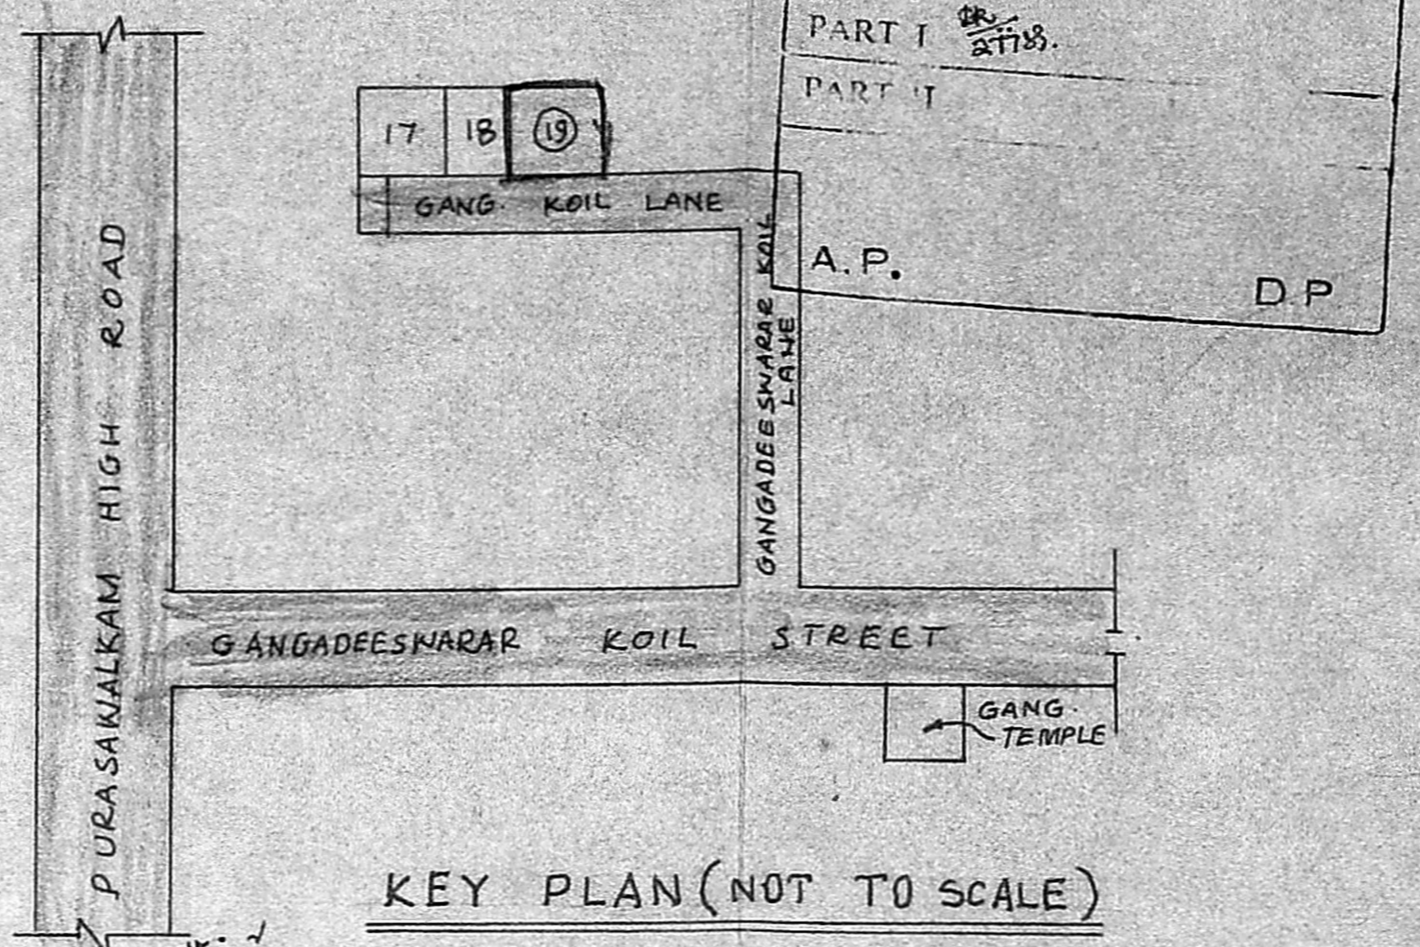 PART I
PART II
17 18 19
GANG. KOIL LANE
A.P.
D P
GANGADEESWARAR KOIL
LANE
PURASAWALKAM HIGH ROAD
GANGADEESWARAR KOIL STREET
GANG.
TEMPLE
KEY PLAN (NOT TO SCALE)